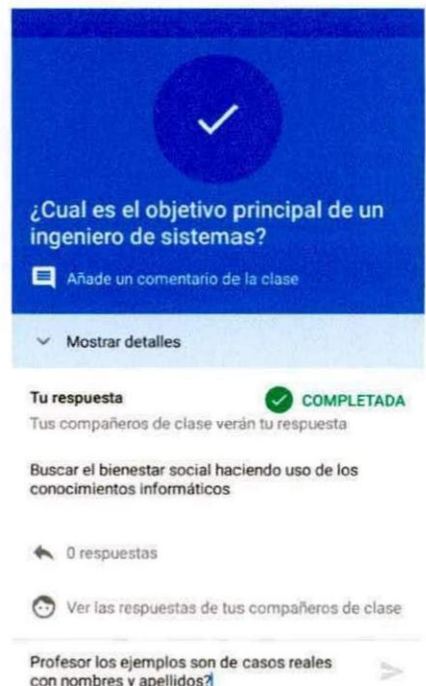 ¿Cual es el objetivo principal de un
ingeniero de sistemas?
Añade un comentario de la clase
Mostrar detalles
Tu respuesta
COMPLETADA
Tus compañeros de clase verán tu respuesta
Buscar el bienestar social haciendo uso de los
conocimientos informáticos
0 respuestas
Ver las respuestas de tus compañeros de clase
Profesor los ejemplos son de casos reales
con nombres y apellidos?